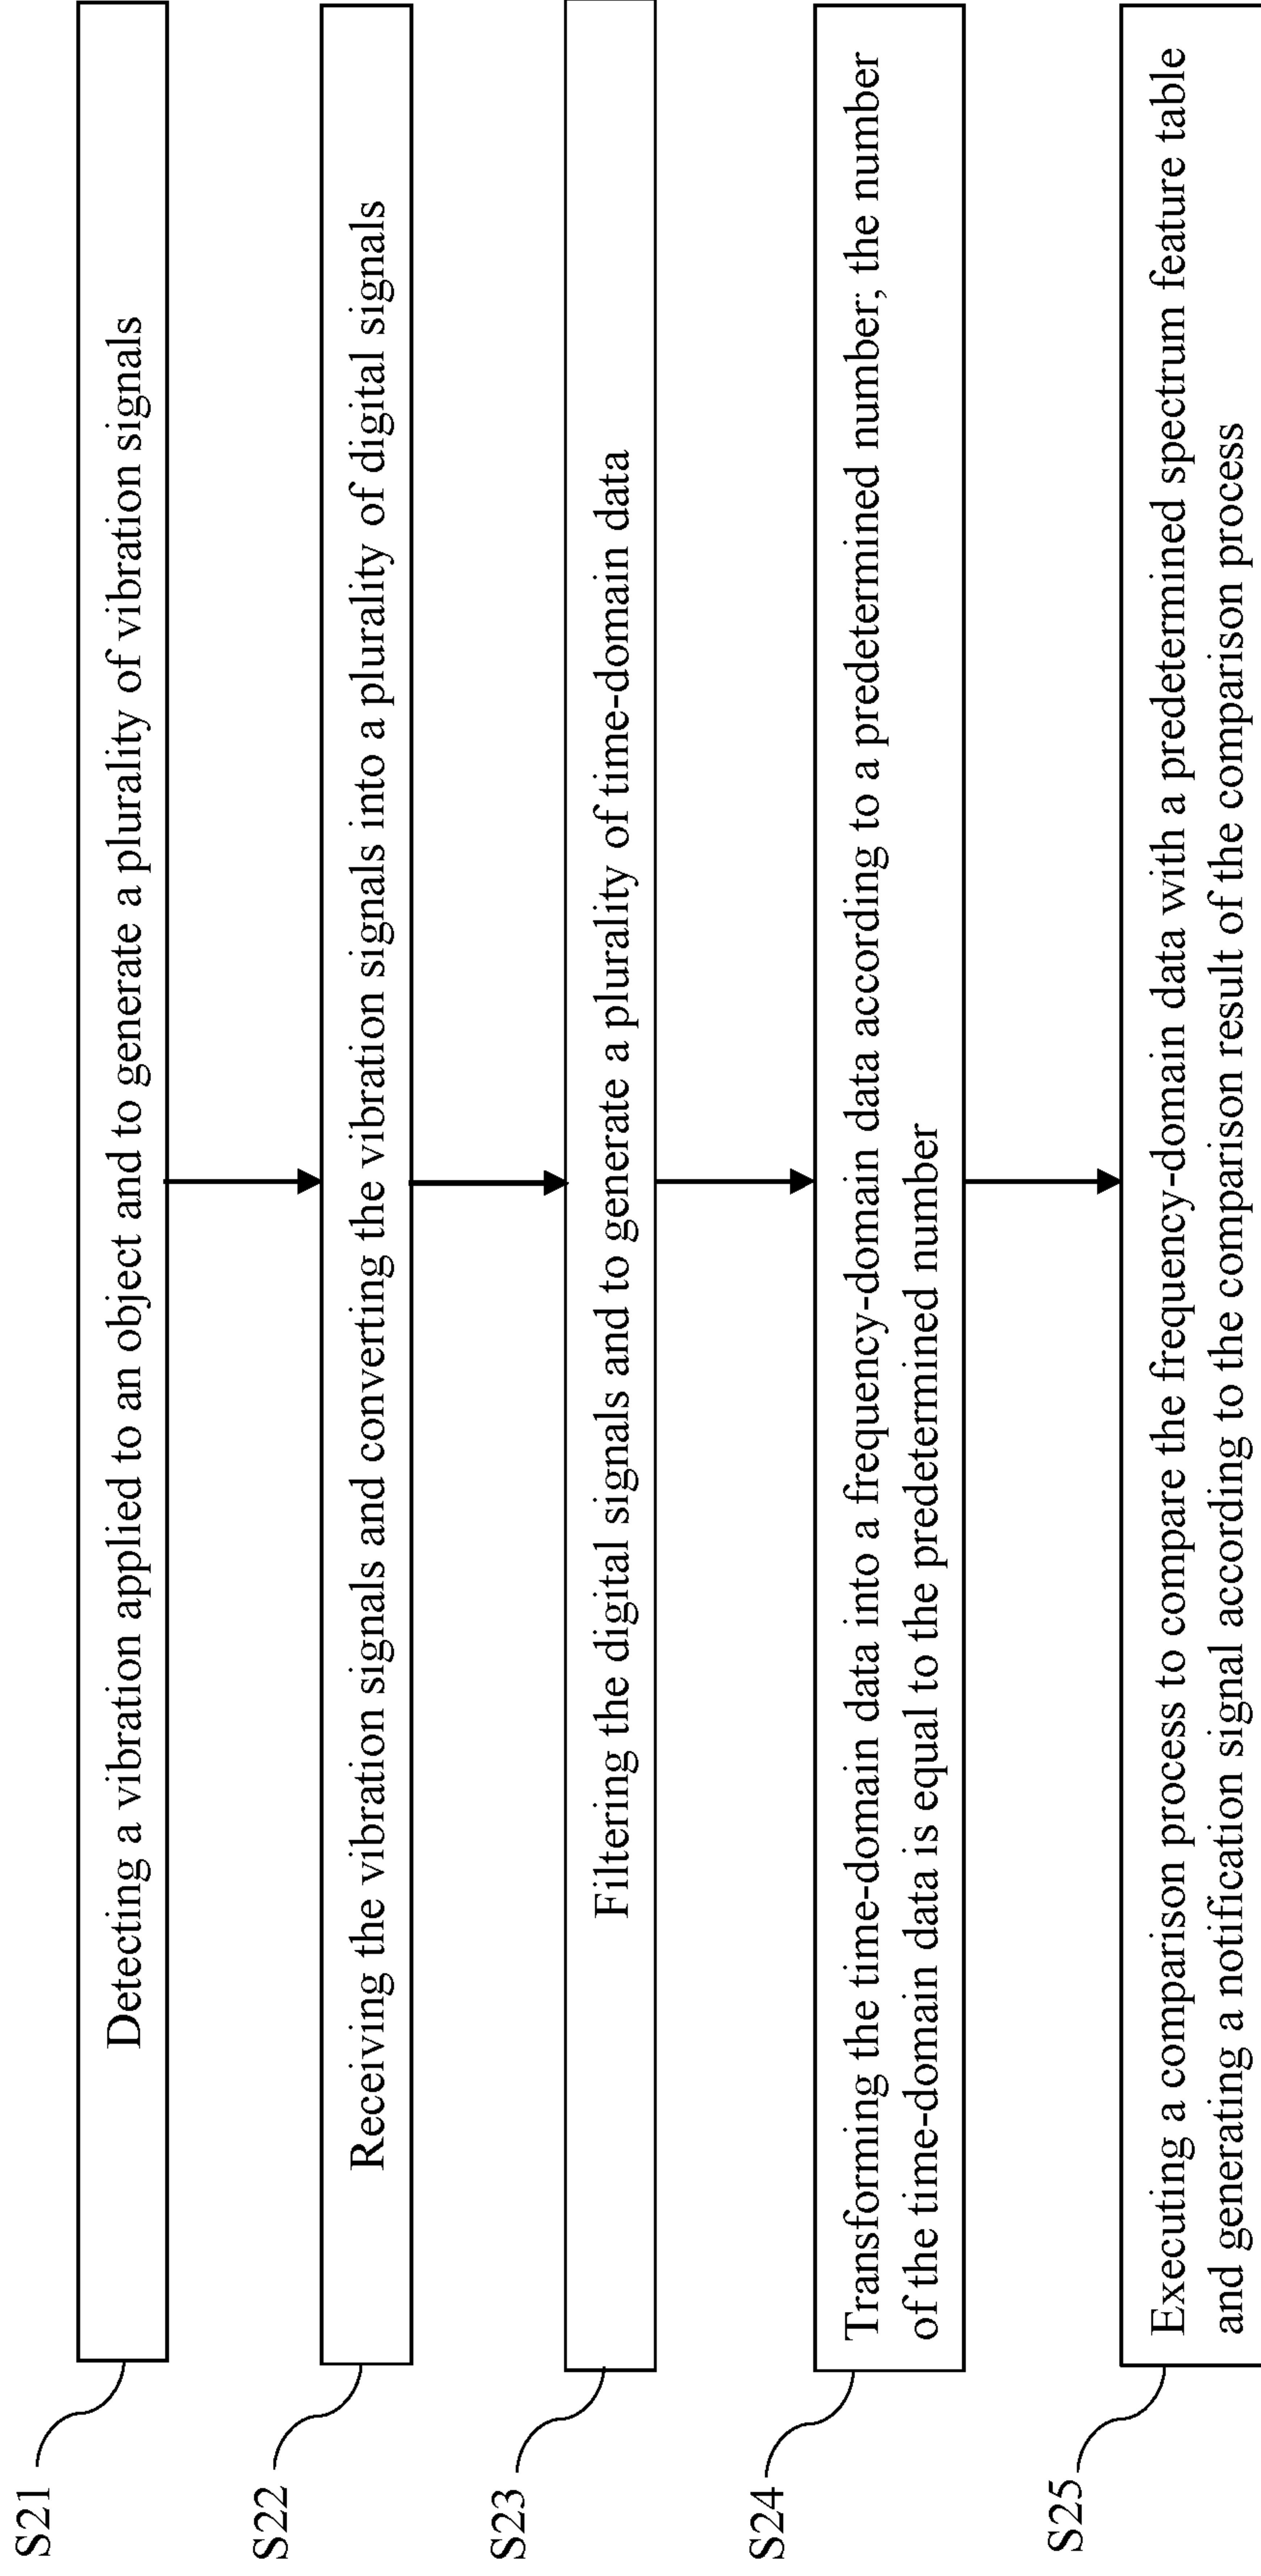 S21
Detecting a vibration applied to an object and to generate a plurality of vibration signals
S22
Receiving the vibration signals and converting the vibration signals into a plurality of digital signals
S23
Filtering the digital signals and to generate a plurality of time-domain data
S24
Transforming the time-domain data into a frequency-domain data according to a predetermined number; the number
of the time-domain data is equal to the predetermined number
S25
Executing a comparison process to compare the frequency-domain data with a predetermined spectrum feature table
and generating a notification signal according to the comparison result of the comparison process